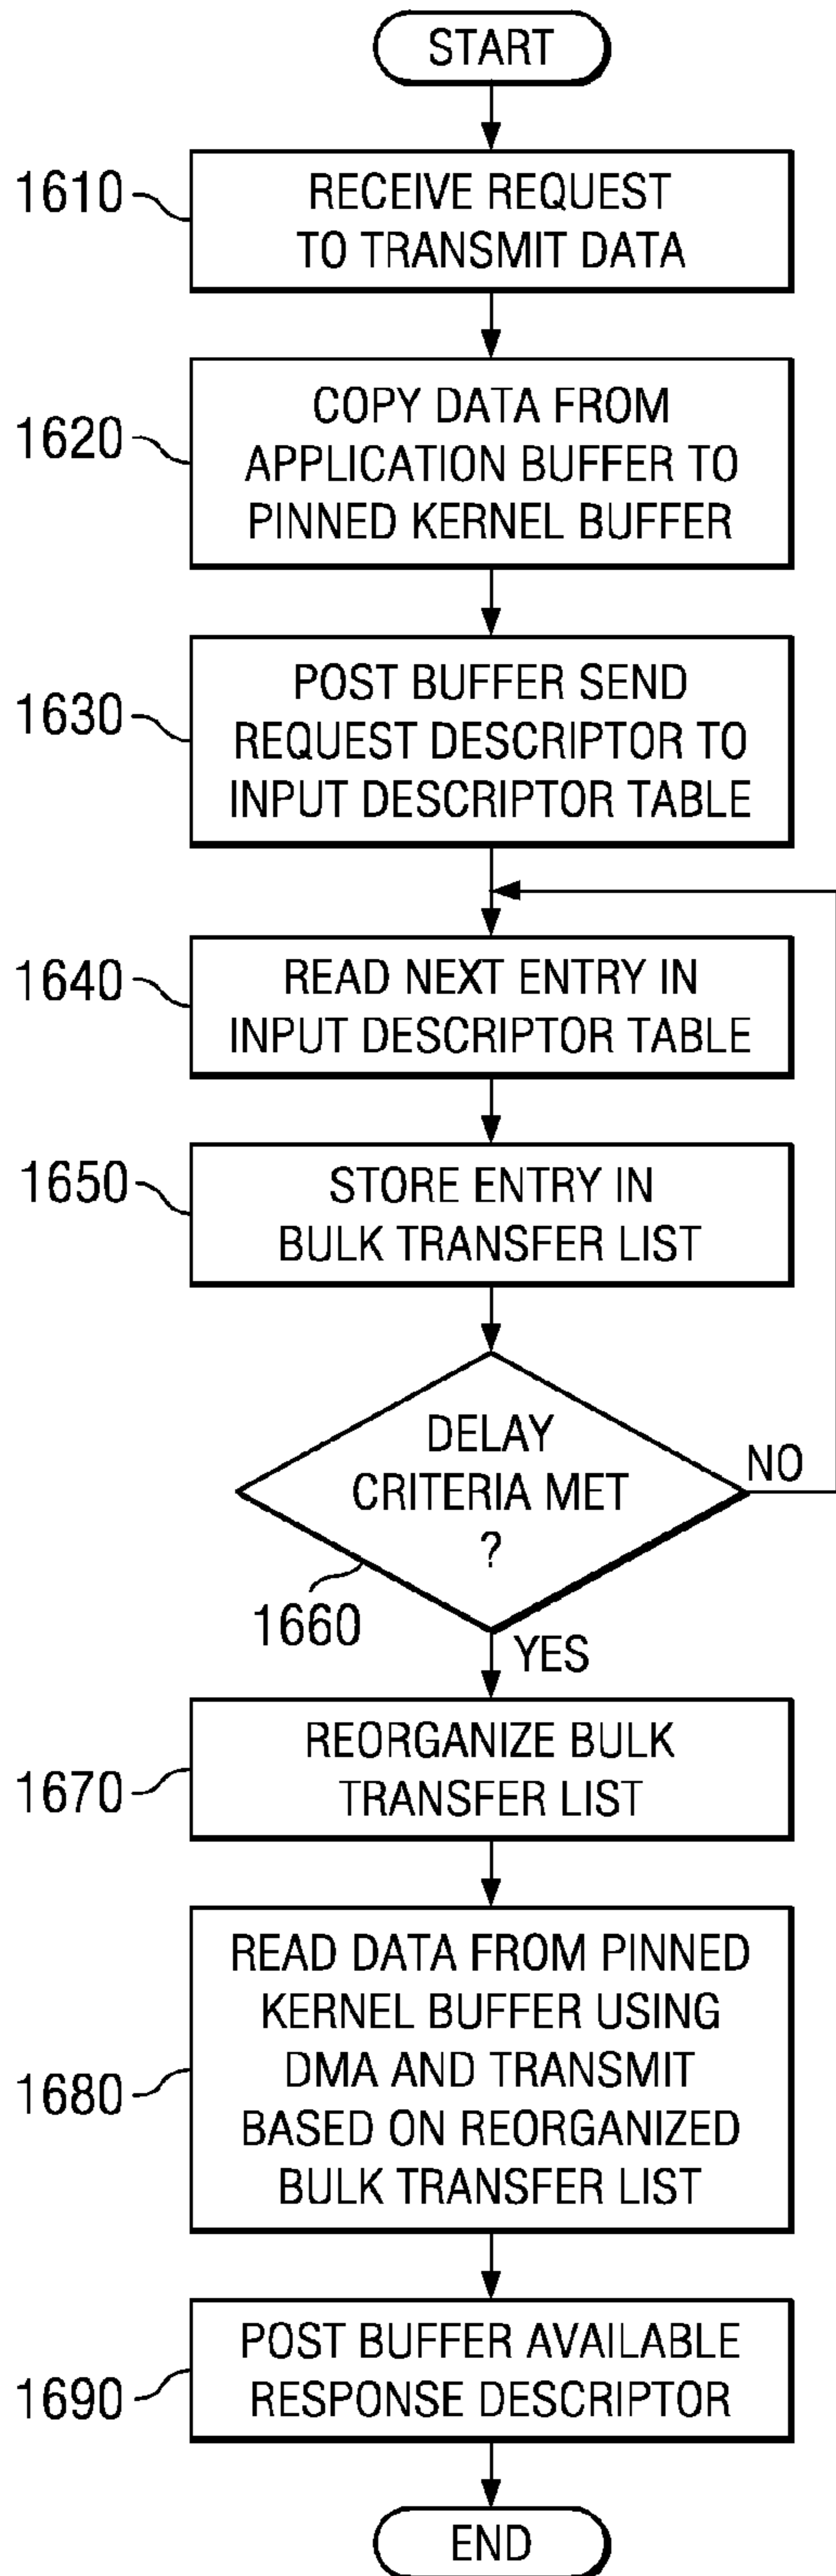 START
1610
RECEIVE REQUEST
TO TRANSMIT DATA
1620
COPY DATA FROM
APPLICATION BUFFER TO
PINNED KERNEL BUFFER
1630
POST BUFFER SEND
REQUEST DESCRIPTOR TO
INPUT DESCRIPTOR TABLE
1640
READ NEXT ENTRY IN
INPUT DESCRIPTOR TABLE
1650
STORE ENTRY IN
BULK TRANSFER LIST
DELAY
CRITERIA MET
?
NO
1660
YES
1670
REORGANIZE BULK
TRANSFER LIST
1680
READ DATA FROM PINNED
KERNEL BUFFER USING
DMA AND TRANSMIT
BASED ON REORGANIZED
BULK TRANSFER LIST
1690
POST BUFFER AVAILABLE
RESPONSE DESCRIPTOR
END